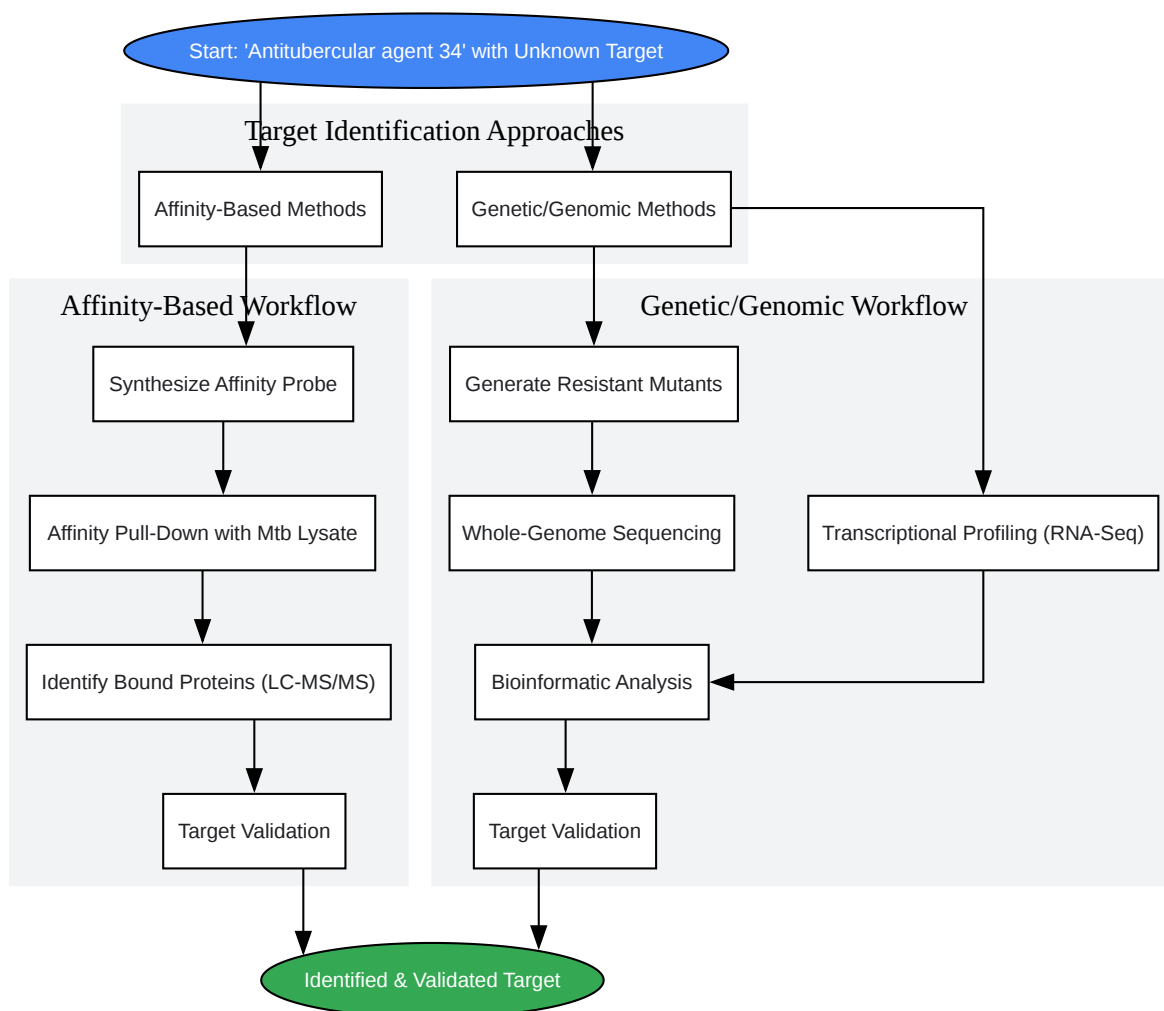 Start: 'Antitubercular agent 34' with Unknown Target
Target Identification Approaches
Affinity-Based Methods
Genetic/Genomic Methods
Affinity-Based Workflow
Genetic/Genomic Workflow
Synthesize Affinity Probe
Generate Resistant Mutants
Affinity Pull-Down with Mtb Lysate
Whole-Genome Sequencing
Transcriptional Profiling (RNA-Seq)
Identify Bound Proteins (LC-MS/MS)
Bioinformatic Analysis
Target Validation
Target Validation
Identified & Validated Target